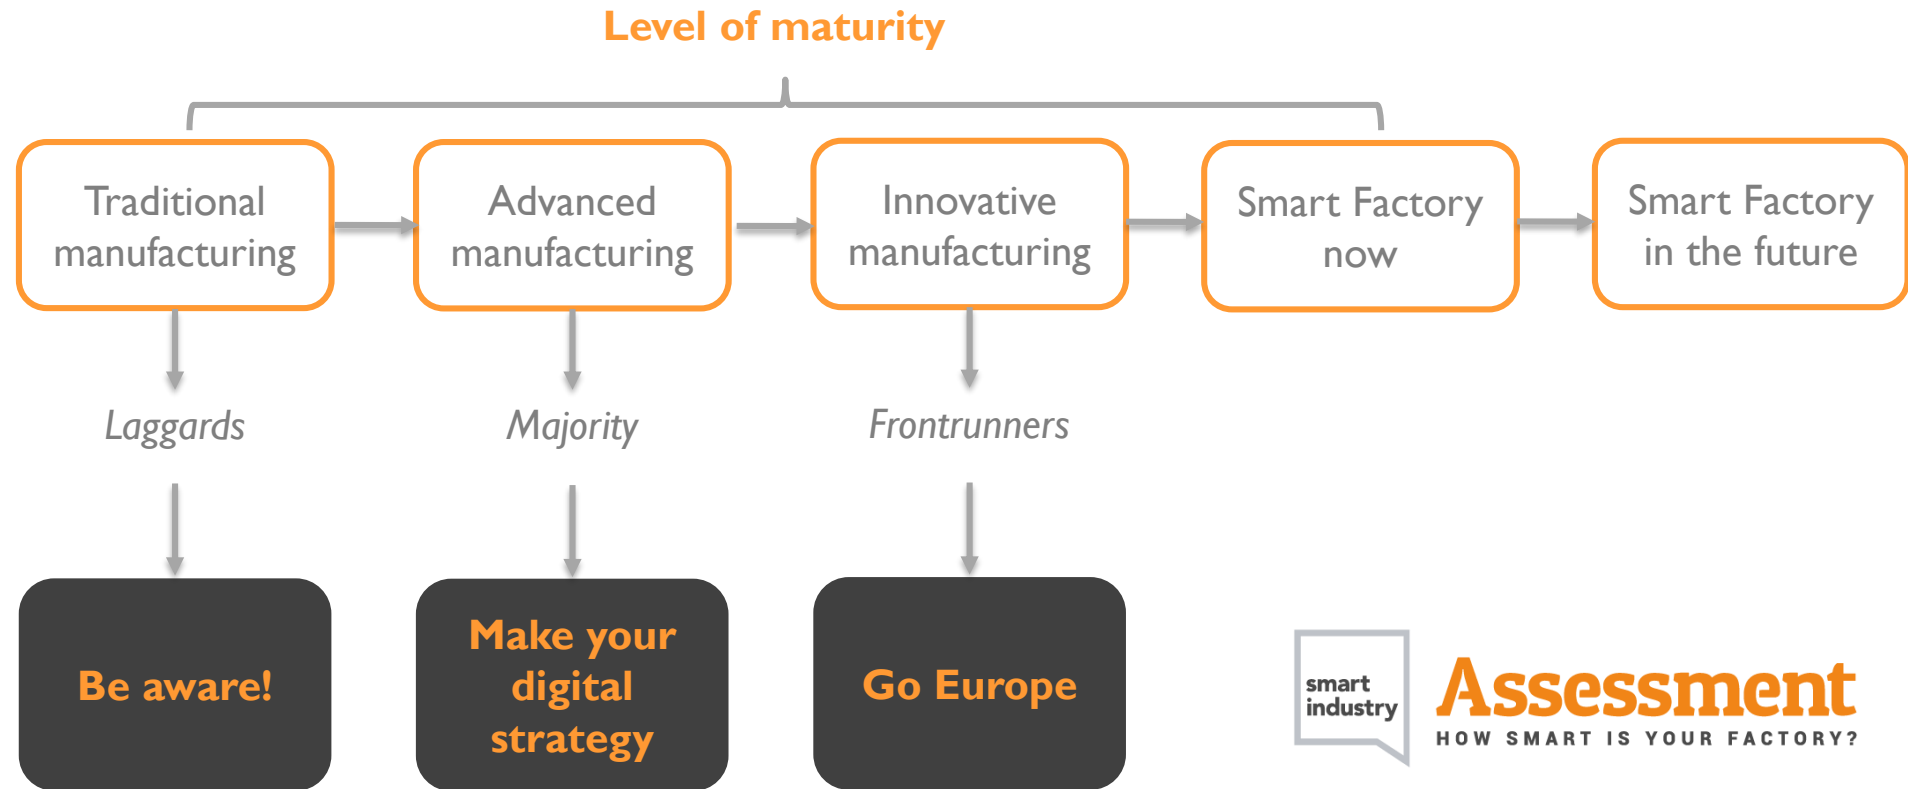 Level of maturity
Traditional
manufacturing
Advanced
manufacturing
Innovative
manufacturing
Smart Factory
now
Smart Factory
in the future
Laggards
Majority
Frontrunners
Be aware!
Make your
digital
strategy
Go Europe
smart
industry
Assessment
HOW SMART IS YOUR FACTORY?